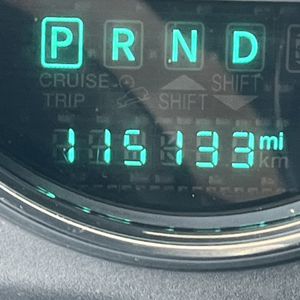 P R N D
CRUISE SHIFT
TRIP SHIFT
115133 mi
km